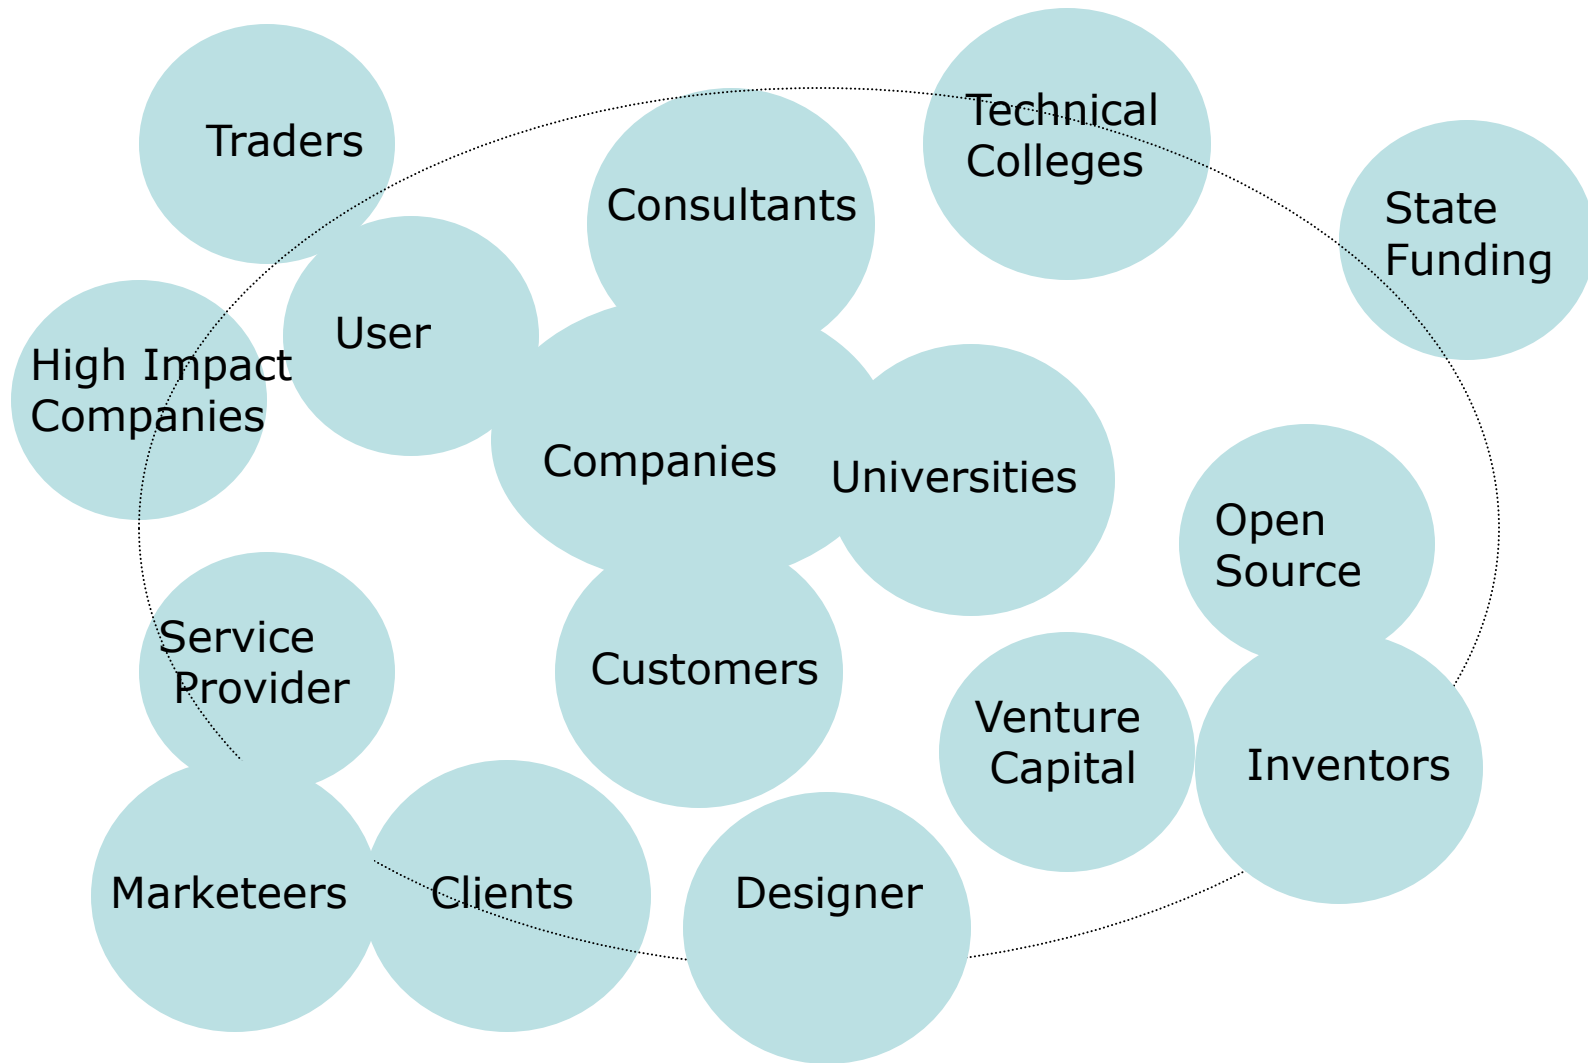 Traders
Technical
Colleges
Consultants
State
Funding
User
High Impact
Companies
Companies
Universities
Open
Source
Service
Provider
Customers
Venture
Capital
Inventors
Marketeers
Clients
Designer